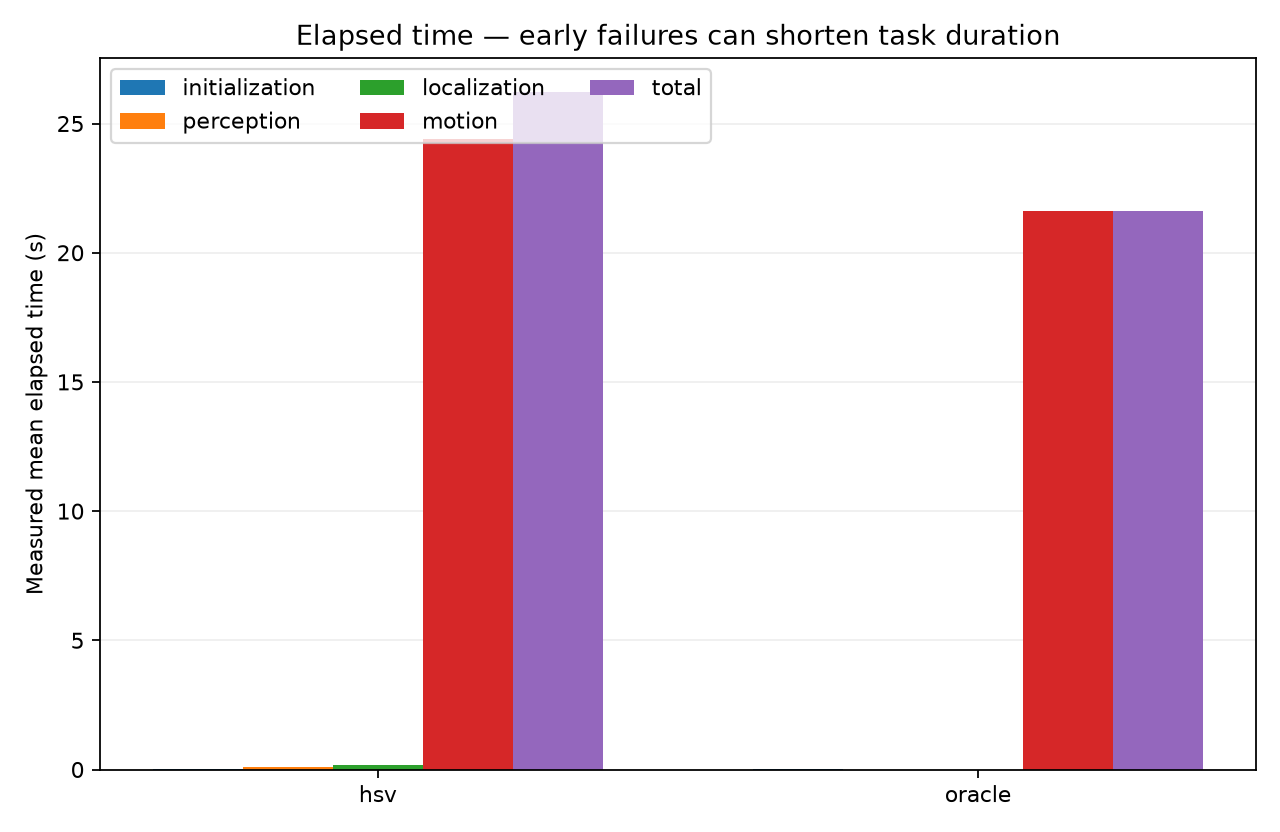 Elapsed time — early failures can shorten task duration
initialization
perception
localization
motion
total
Measured mean elapsed time (s)
25
20
15
10
5
0
hsv
oracle